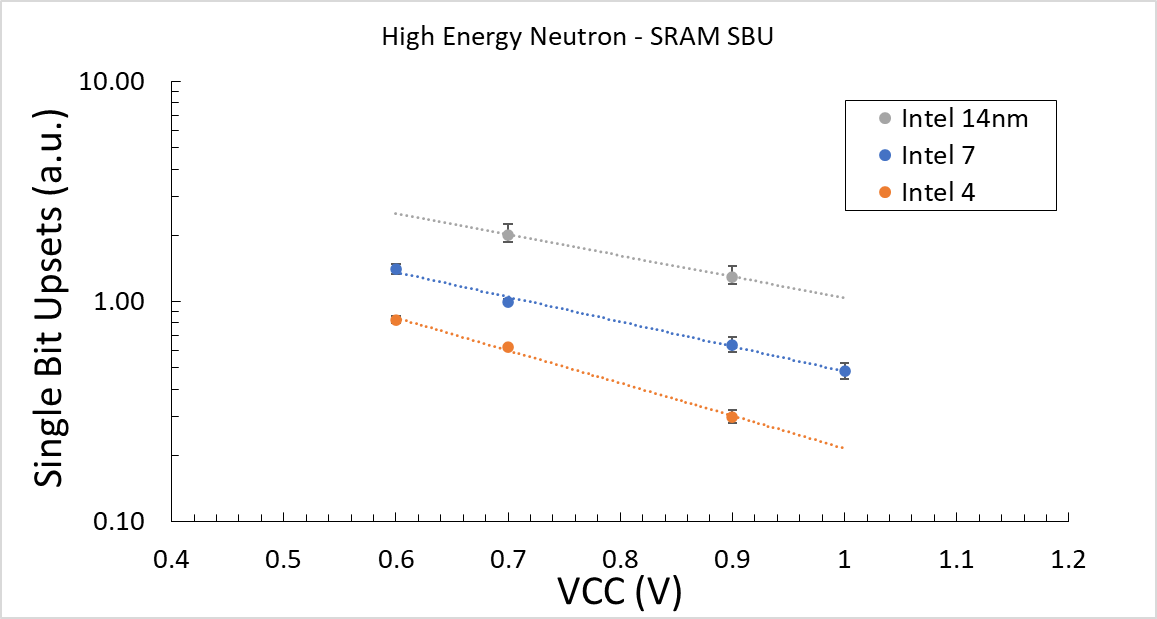 High Energy Neutron - SRAM SBU
10.00
1.00
0.10
Single Bit Upsets (a.u.)
Intel 14nm
Intel 7
Intel 4
0.4 0.5 0.6 0.7 0.8 0.9 1 1.1 1.2
VCC (V)